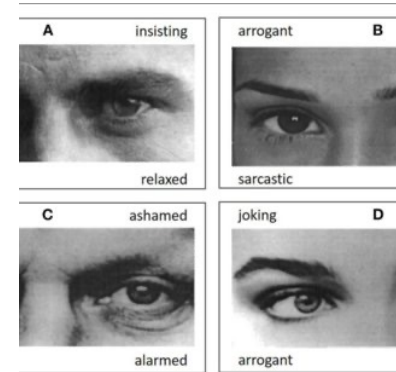 A insisting
arrogant B
relaxed
sarcastic
C ashamed
joking D
alarmed
arrogant